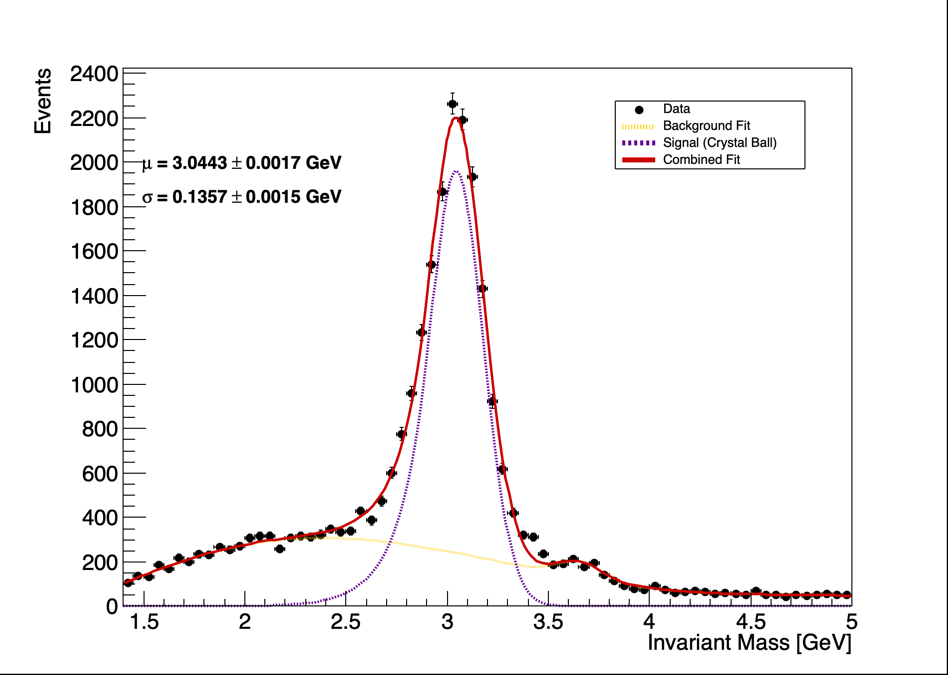 Events
2400
2200
2000
1800
1600
1400
1200
1000
800
600
400
200
0
μ = 3.0443 ± 0.0017 GeV
σ = 0.1357 ± 0.0015 GeV
Data
Background Fit
Signal (Crystal Ball)
Combined Fit
1.5 2 2.5 3 3.5 4 4.5 5
Invariant Mass [GeV]